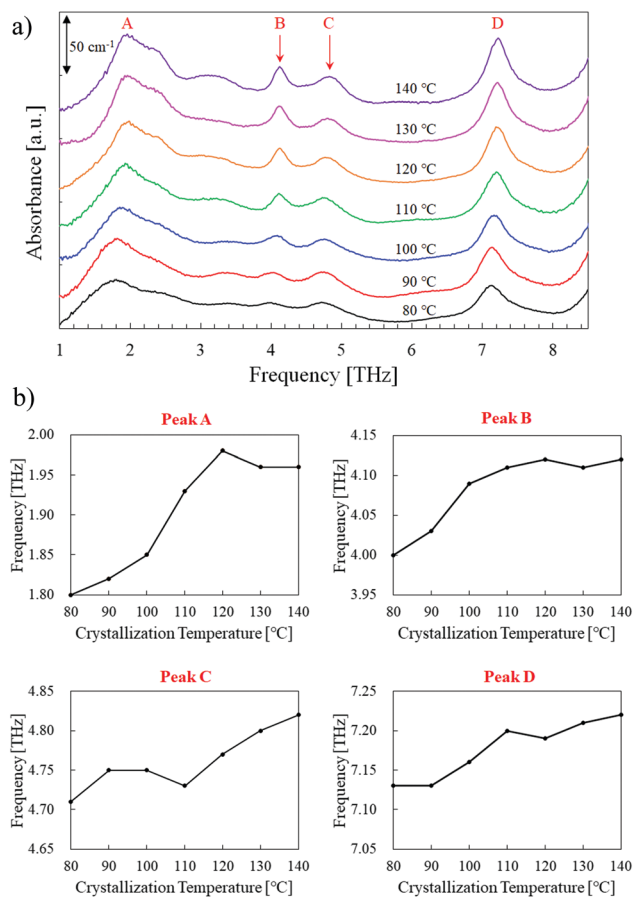 a)
A B C D
50 cm-1
140 ℃
130 ℃
120 ℃
110 ℃
100 ℃
90 ℃
80 ℃
Absorbance [a.u.]
1 2 3 4 5 6 7 8
Frequency [THz]
b)
Peak A
2.00
1.95
1.90
1.85
1.80
Frequency [THz]
80 90 100 110 120 130 140
Crystallization Temperature [℃]
Peak B
4.15
4.10
4.05
4.00
3.95
Frequency [THz]
80 90 100 110 120 130 140
Crystallization Temperature [℃]
Peak C
4.85
4.80
4.75
4.70
4.65
Frequency [THz]
80 90 100 110 120 130 140
Crystallization Temperature [℃]
Peak D
7.25
7.20
7.15
7.10
7.05
Frequency [THz]
80 90 100 110 120 130 140
Crystallization Temperature [℃]